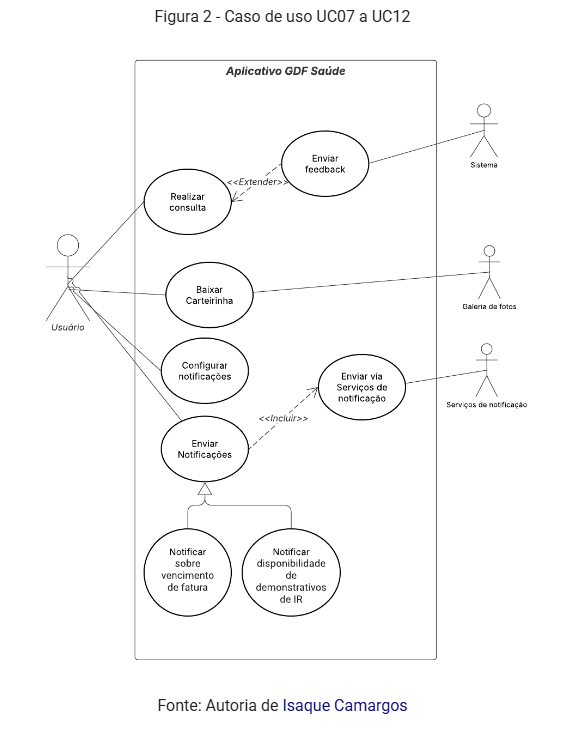 Figura 2 - Caso de uso UC07 a UC12
Aplicativo GDF Saúde
Enviar
feedback
Sistema
<<Extender>>
Realizar
consulta
Usuário
Baixar
Carteirinha
Galeria de fotos
Configurar
notificações
Enviar via
Serviços de
notificação
Serviços de notificação
<<Incluir>>
Enviar
Notificações
Notificar
sobre
vencimento
de fatura
Notificar
disponibilidade
de
demonstrativos
de IR
Fonte: Autoria de Isaque Camargos